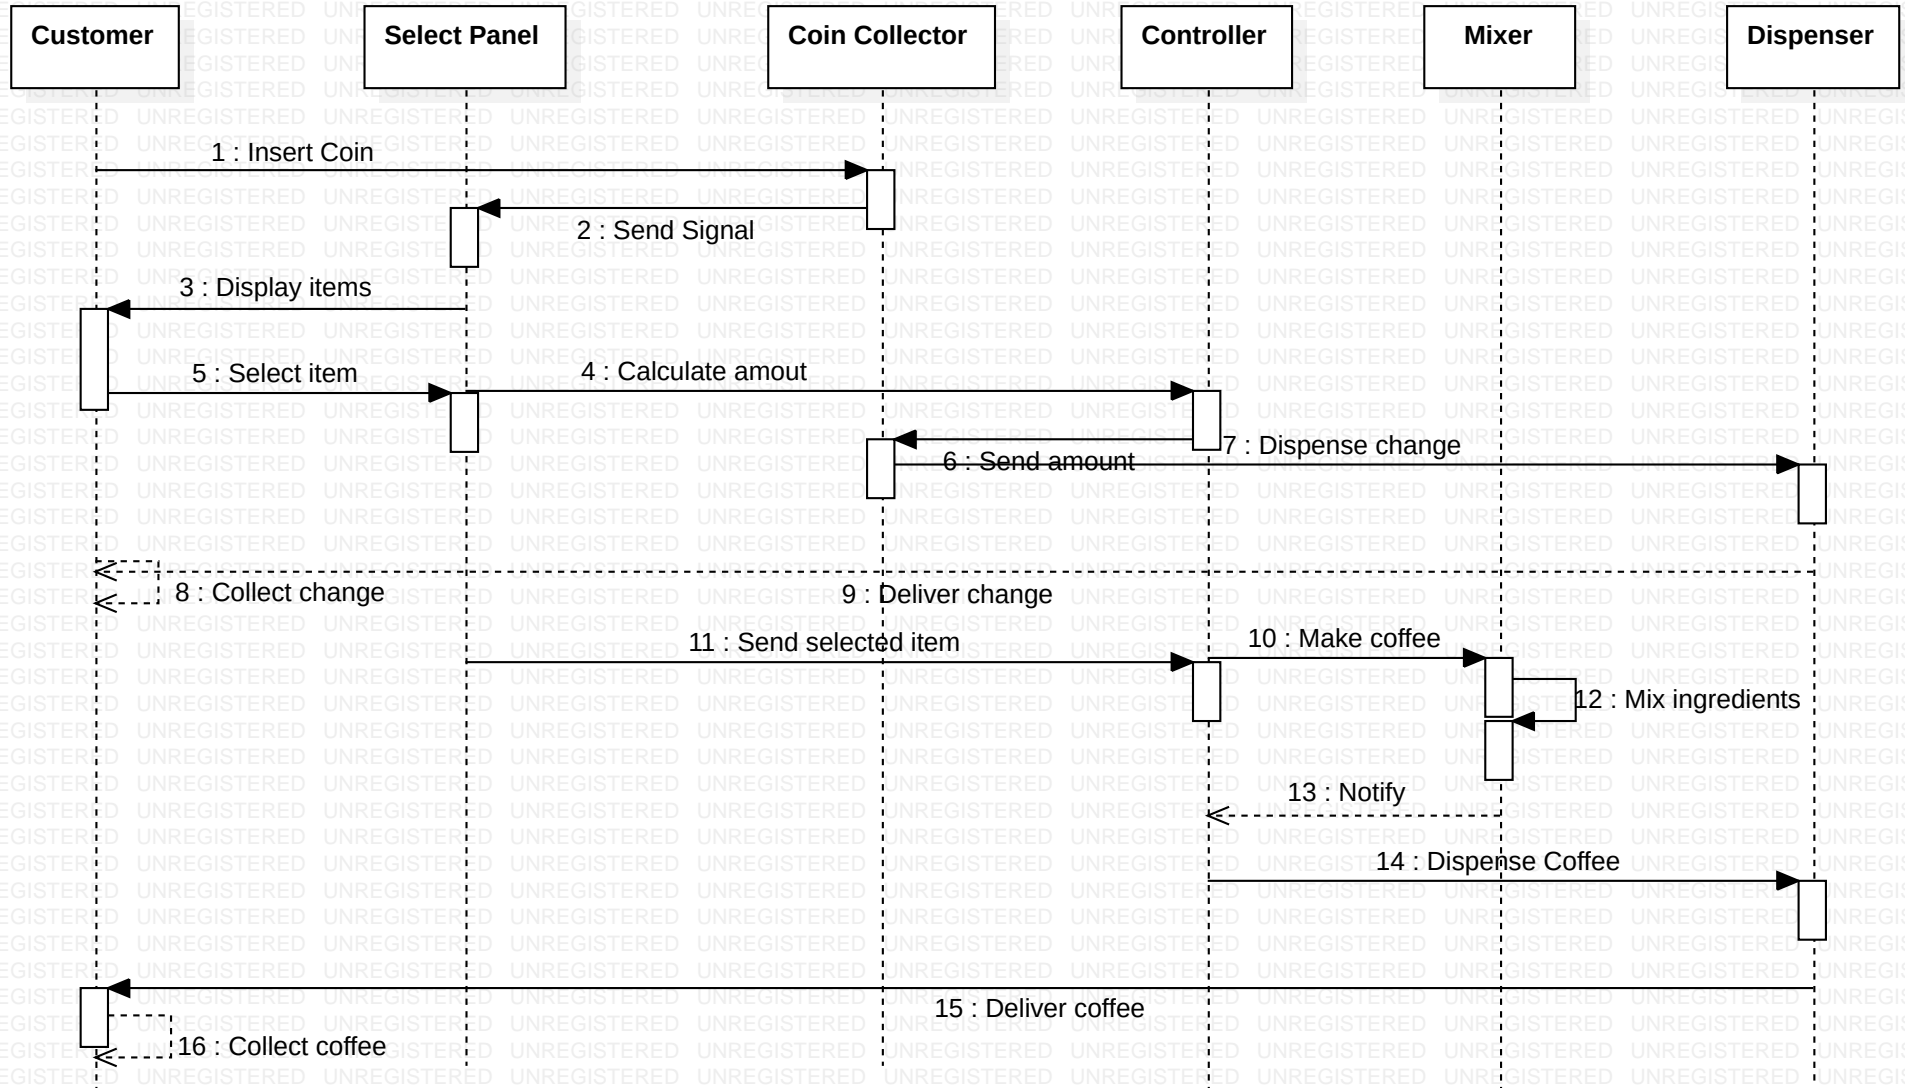 Customer
Select Panel
Coin Collector
Controller
Mixer
Dispenser
1 : Insert Coin
2 : Send Signal
3 : Display items
4 : Calculate amout
5 : Select item
7 : Dispense change
6 : Send amount
8 : Collect change
9 : Deliver change
10 : Make coffee
11 : Send selected item
12 : Mix ingredients
13 : Notify
14 : Dispense Coffee
15 : Deliver coffee
16 : Collect coffee
UNREGISTERED